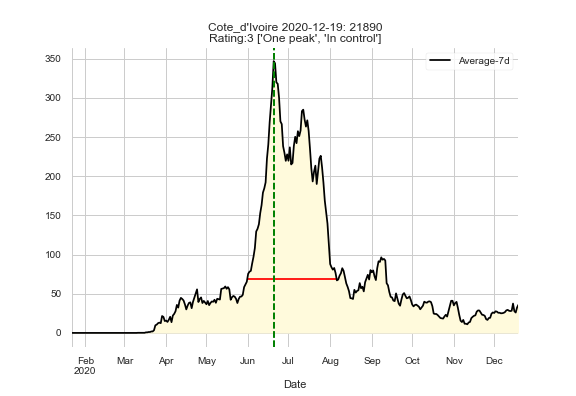 Cote_d'Ivoire 2020-12-19: 21890
Rating:3 ['One peak', 'In control']
Average-7d
350
300
250
200
150
100
50
0
Feb Mar Apr May Jun Jul Aug Sep Oct Nov Dec
2020
Date